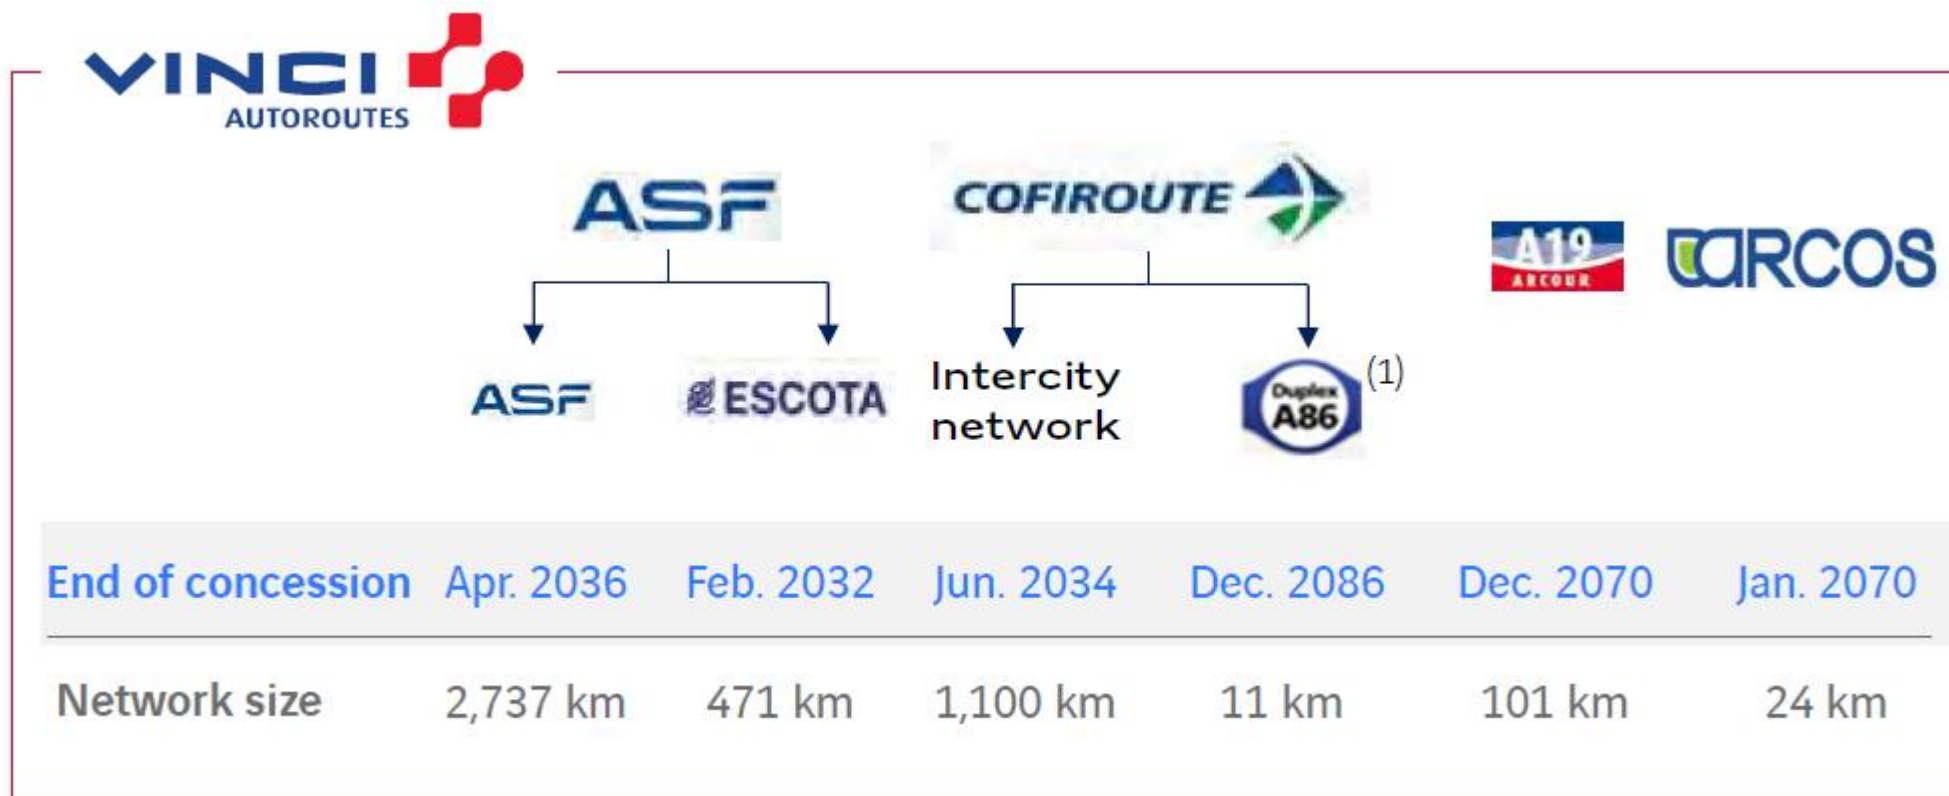 VINCI
AUTOROUTES
ASF
COFIROUTE
A19
ARCOUR
ARCOS
ASF
ESCOTA
Intercity
network
Duplex
A86
(1)
End of concession Apr. 2036 Feb. 2032 Jun. 2034 Dec. 2086 Dec. 2070 Jan. 2070
Network size 2,737 km 471 km 1,100 km 11 km 101 km 24 km